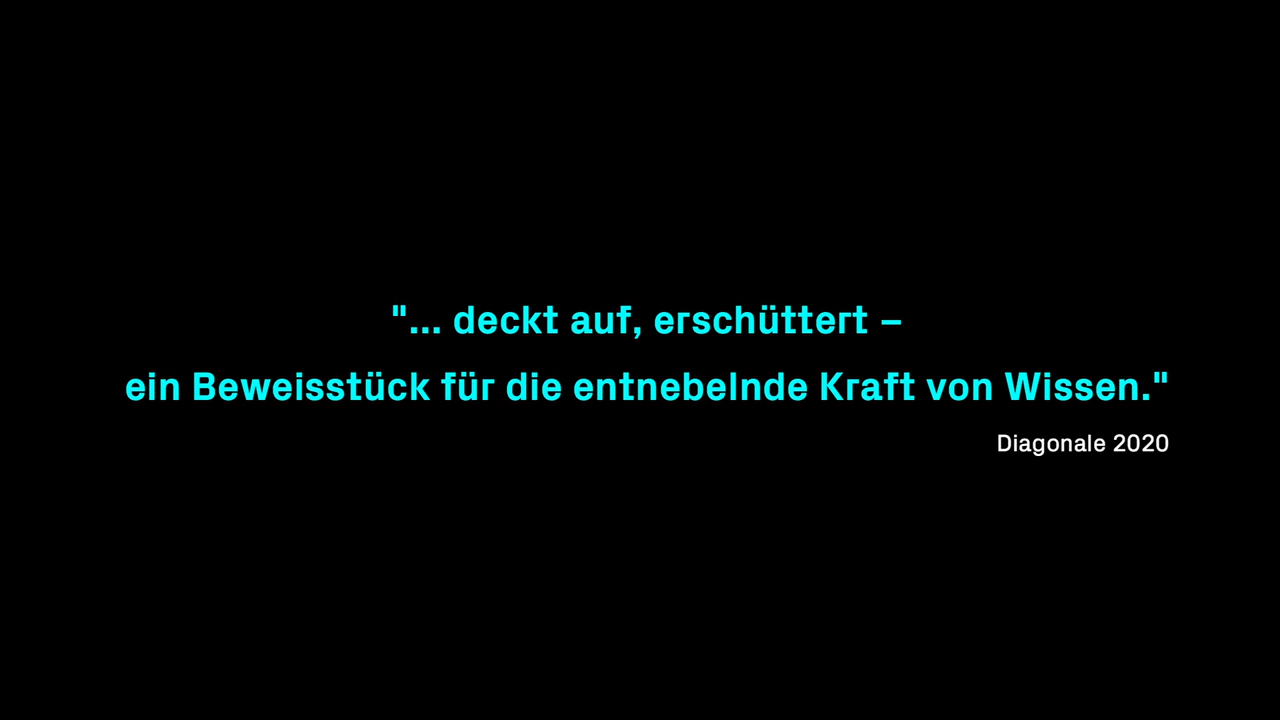 "... deckt auf, erschüttert –
ein Beweisstück für die entnebelnde Kraft von Wissen."
Diagonale 2020